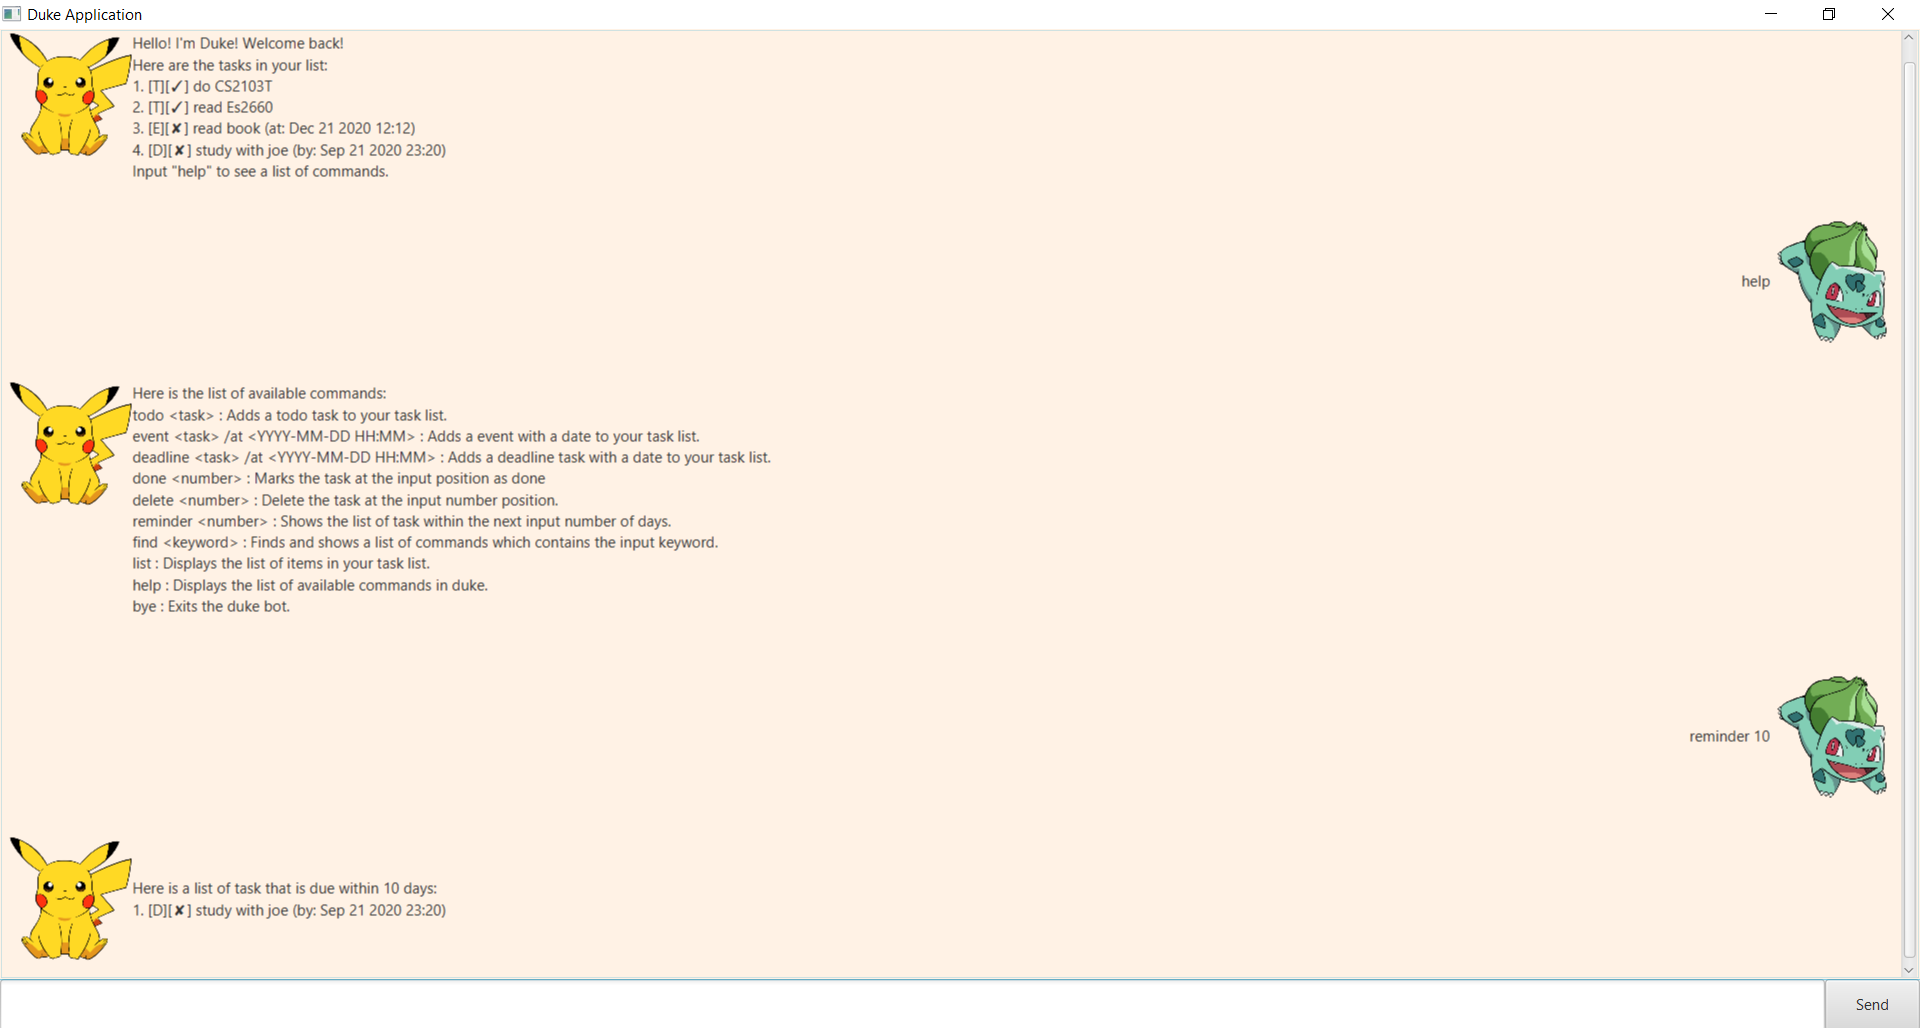 Duke Application
Hello! I'm Duke! Welcome back!
Here are the tasks in your list:
1. [T][✓] do CS2103T
2. [T][✓] read Es2660
3. [E][✘] read book (at: Dec 21 2020 12:12)
4. [D][✘] study with joe (by: Sep 21 2020 23:20)
Input "help" to see a list of commands.
help
Here is the list of available commands:
todo <task> : Adds a todo task to your task list.
event <task> /at <YYYY-MM-DD HH:MM> : Adds a event with a date to your task list.
deadline <task> /at <YYYY-MM-DD HH:MM> : Adds a deadline task with a date to your task list.
done <number> : Marks the task at the input position as done
delete <number> : Delete the task at the input number position.
reminder <number> : Shows the list of task within the next input number of days.
find <keyword> : Finds and shows a list of commands which contains the input keyword.
list : Displays the list of items in your task list.
help : Displays the list of available commands in duke.
bye : Exits the duke bot.
reminder 10
Here is a list of task that is due within 10 days:
1. [D][✘] study with joe (by: Sep 21 2020 23:20)
Send